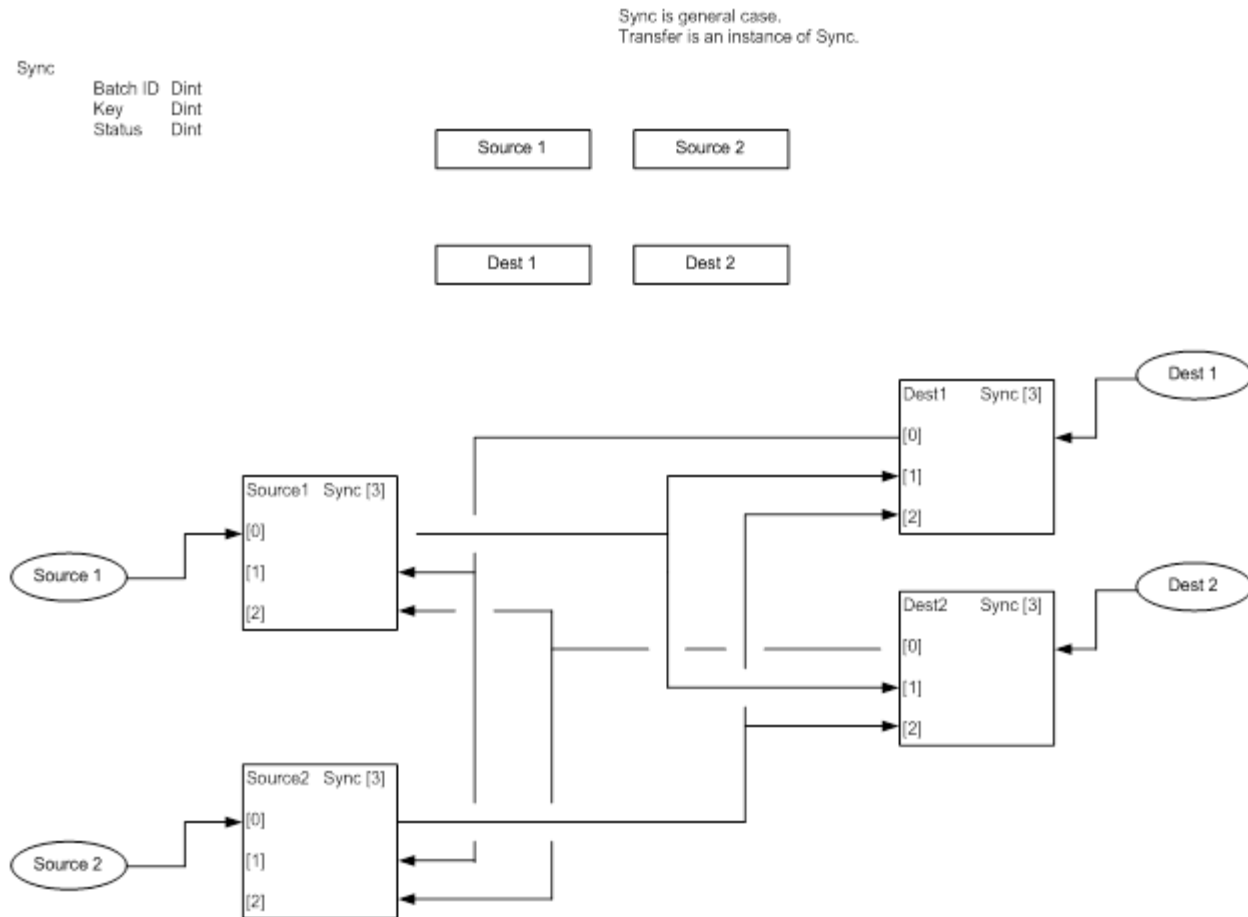 Sync is general case.
Transfer is an instance of Sync.
Sync
Batch ID Dint
Key Dint
Status Dint
Source 1
Source 2
Dest 1
Dest 2
Dest 1
Dest1 Sync [3]
[0]
[1]
[2]
Source1 Sync [3]
[0]
[1]
[2]
Source 1
Dest 2
Dest2 Sync [3]
[0]
[1]
[2]
Source2 Sync [3]
[0]
[1]
[2]
Source 2